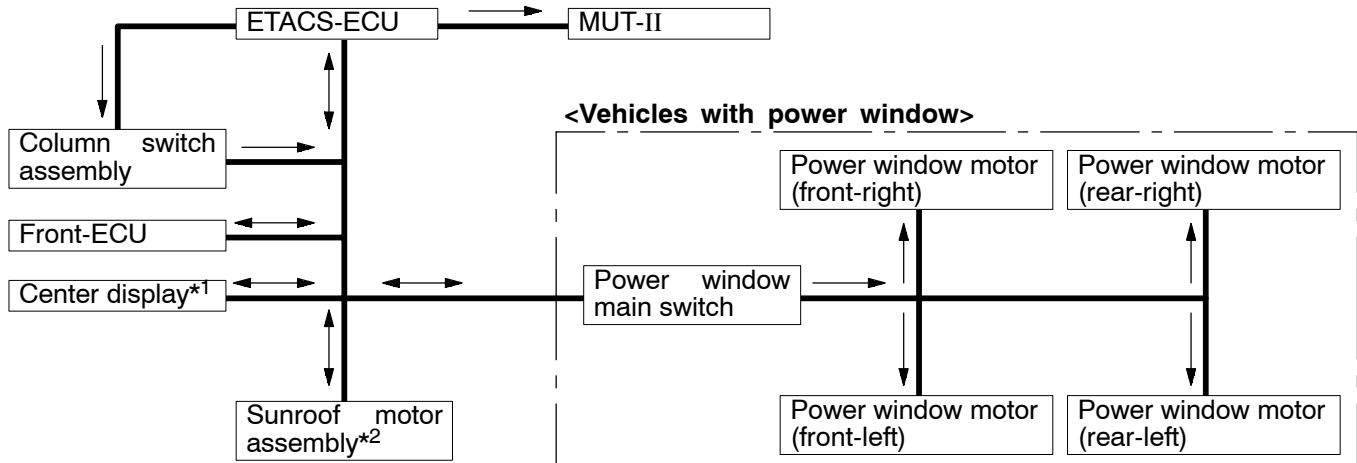 ETACS-ECU
MUT-II
<Vehicles with power window>
Column switch
assembly
Power window motor
(front-right)
Power window motor
(rear-right)
Front-ECU
Center display*1
Power window
main switch
Sunroof motor
assembly*2
Power window motor
(front-left)
Power window motor
(rear-left)